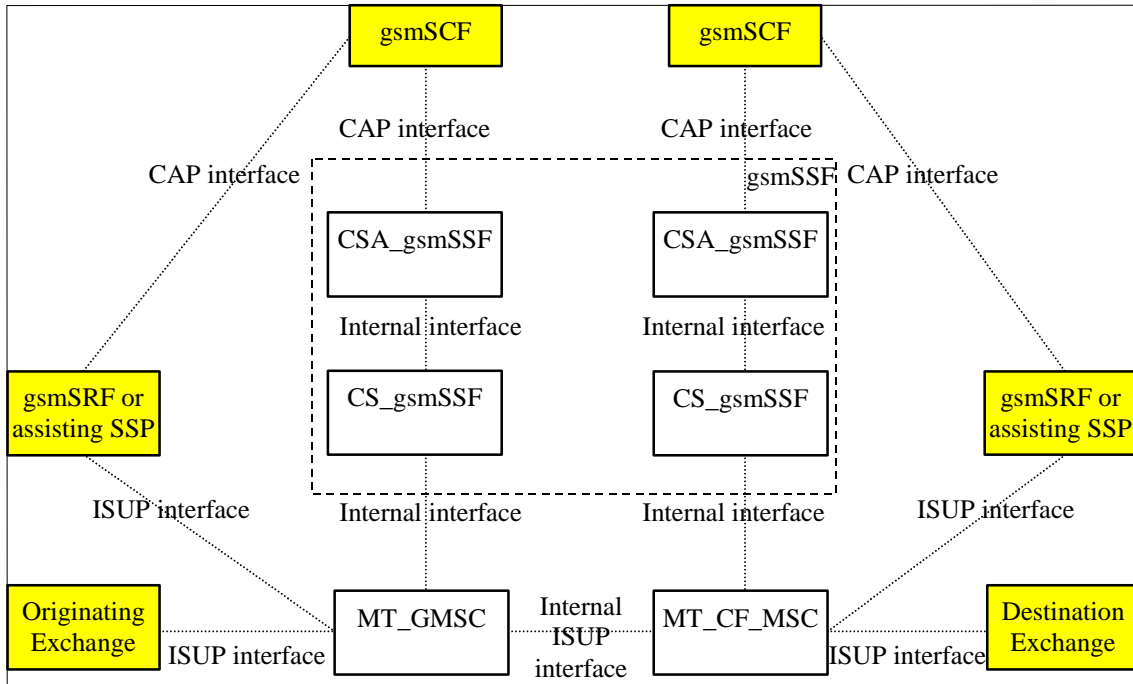 gsmSCF
gsmSCF
CAP interface
CAP interface
CAP interface
gsmSSF
CAP interface
CSA_gsmSSF
CSA_gsmSSF
Internal interface
Internal interface
gsmSRF or
assisting SSP
CS_gsmSSF
CS_gsmSSF
gsmSRF or
assisting SSP
ISUP interface
Internal interface
Internal interface
ISUP interface
Originating
Exchange
MT_GMSC
Internal
ISUP
interface
MT_CF_MSC
Destination
Exchange
ISUP interface
ISUP interface